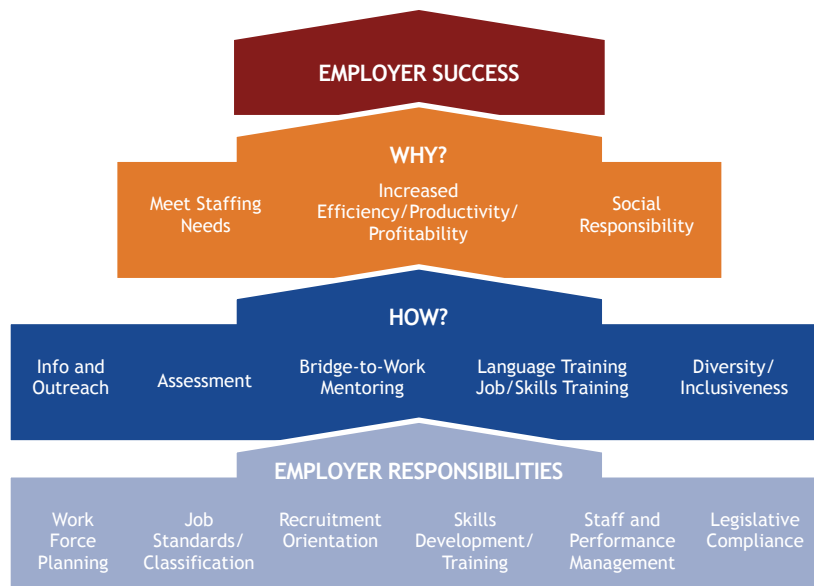 EMPLOYER SUCCESS
WHY?
Meet Staffing
Needs
Increased
Efficiency/Productivity/
Profitability
Social
Responsibility
HOW?
Info and
Outreach
Assessment
Bridge-to-Work
Mentoring
Language Training
Job/Skills Training
Diversity/
Inclusiveness
EMPLOYER RESPONSIBILITIES
Work
Force
Planning
Job
Standards/
Classification
Recruitment
Orientation
Skills
Development/
Training
Staff and
Performance
Management
Legislative
Compliance